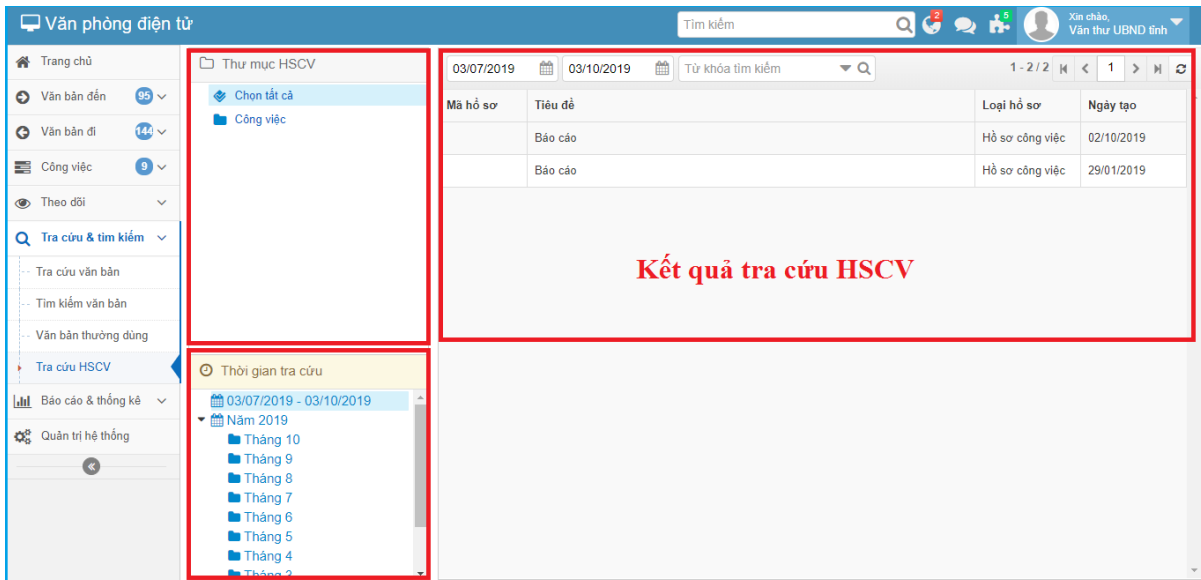 Văn phòng điện tử
Tìm kiếm
2
5
Xin chào,
Văn thư UBND tỉnh
Trang chủ
Văn bản đến 95
Văn bản đi 144
Công việc 9
Theo dõi
Tra cứu & tìm kiếm
Tra cứu văn bản
Tìm kiếm văn bản
Văn bản thường dùng
Tra cứu HSCV
Báo cáo & thống kê
Quản trị hệ thống
Thư mục HSCV
Chọn tất cả
Công việc
Thời gian tra cứu
03/07/2019 - 03/10/2019
Năm 2019
Tháng 10
Tháng 9
Tháng 8
Tháng 7
Tháng 6
Tháng 5
Tháng 4
03/07/2019 03/10/2019 Từ khóa tìm kiếm 1 - 2 / 2 1
Mã hồ sơ Tiêu đề Loại hồ sơ Ngày tạo
Báo cáo Hồ sơ công việc 02/10/2019
Báo cáo Hồ sơ công việc 29/01/2019
Kết quả tra cứu HSCV